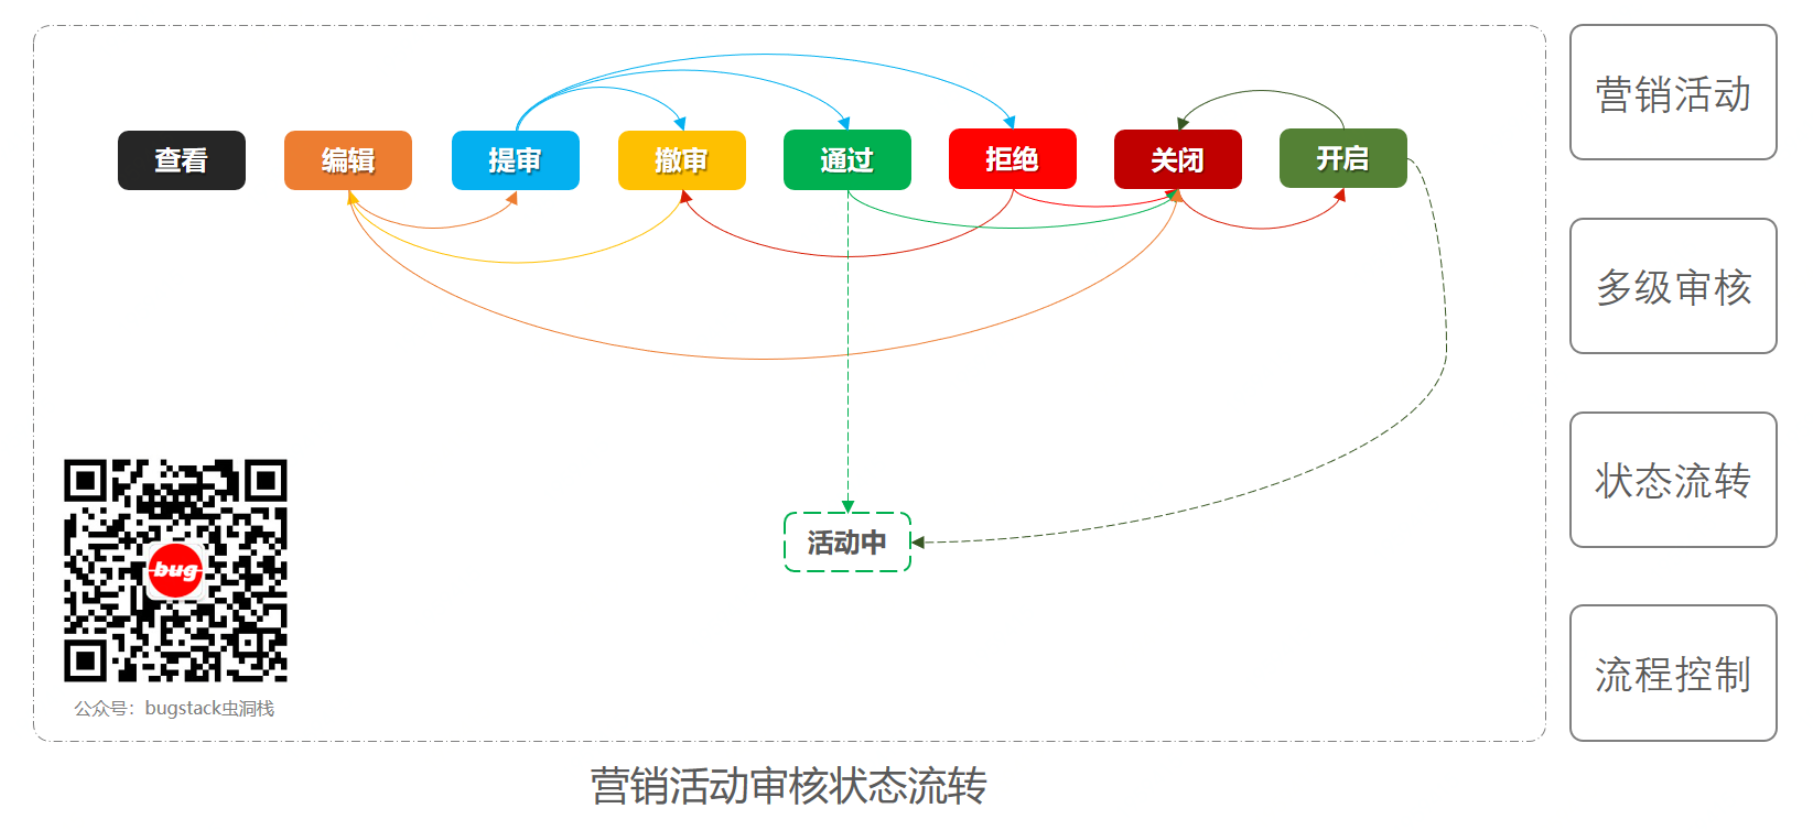 查看
编辑
提审
撤审
通过
拒绝
关闭
开启
活动中
bug
公众号：bugstack虫洞栈
营销活动审核状态流转
营销活动
多级审核
状态流转
流程控制